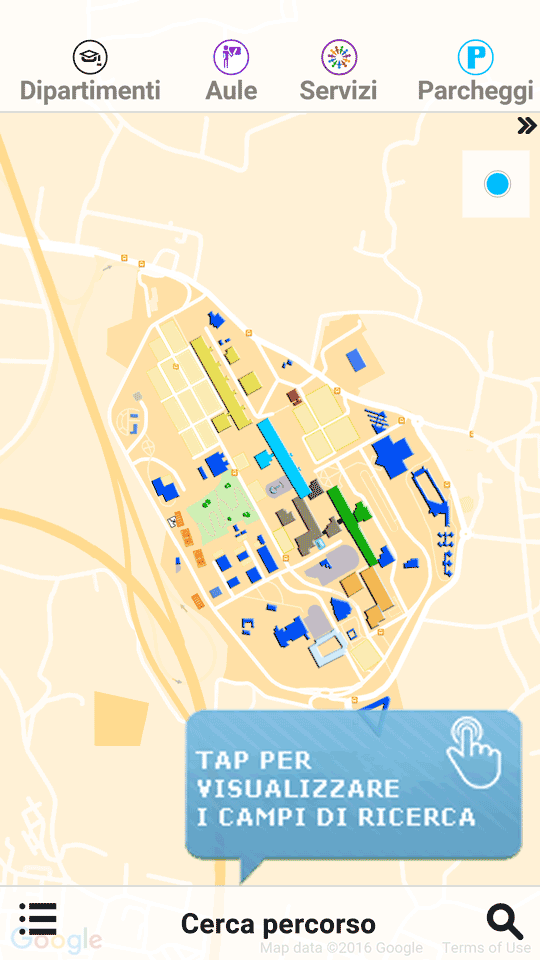 Dipartimenti Aule Servizi Parcheggi
TAP PER
VISUALIZZARE
I CAMPI DI RICERCA
Cerca percorso
Google
Map data ©2016 Google Terms of Use